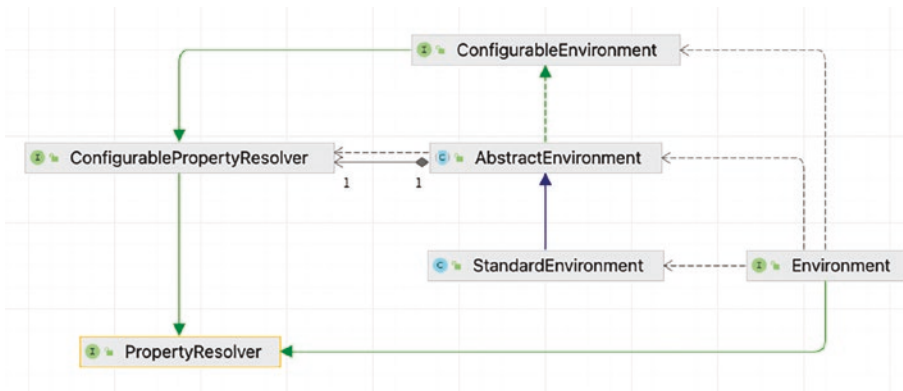 ConfigurableEnvironment
ConfigurablePropertyResolver
AbstractEnvironment
1
1
StandardEnvironment
Environment
PropertyResolver